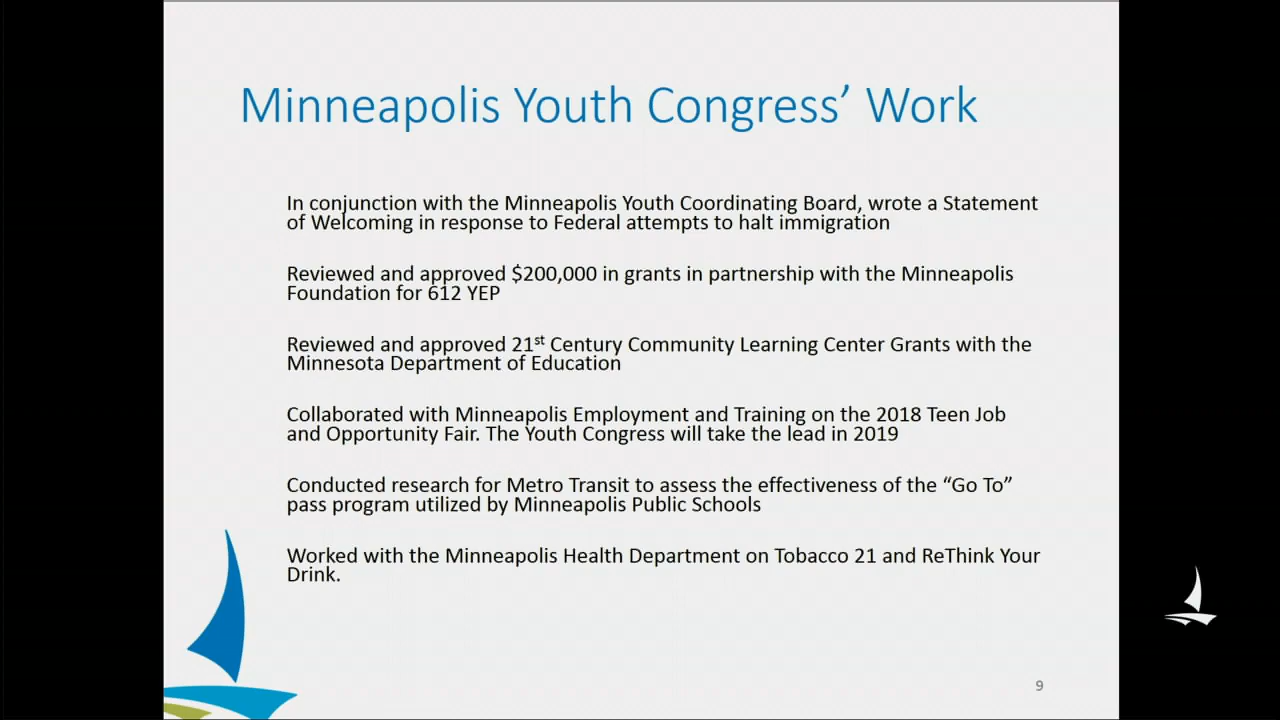 Minneapolis Youth Congress’ Work
In conjunction with the Minneapolis Youth Coordinating Board, wrote a Statement
of Welcoming in response to Federal attempts to halt immigration
Reviewed and approved $200,000 in grants in partnership with the Minneapolis
Foundation for 612 YEP
Reviewed and approved 21st Century Community Learning Center Grants with the
Minnesota Department of Education
Collaborated with Minneapolis Employment and Training on the 2018 Teen Job
and Opportunity Fair. The Youth Congress will take the lead in 2019
Conducted research for Metro Transit to assess the effectiveness of the “Go To”
pass program utilized by Minneapolis Public Schools
Worked with the Minneapolis Health Department on Tobacco 21 and ReThink Your
Drink.
9